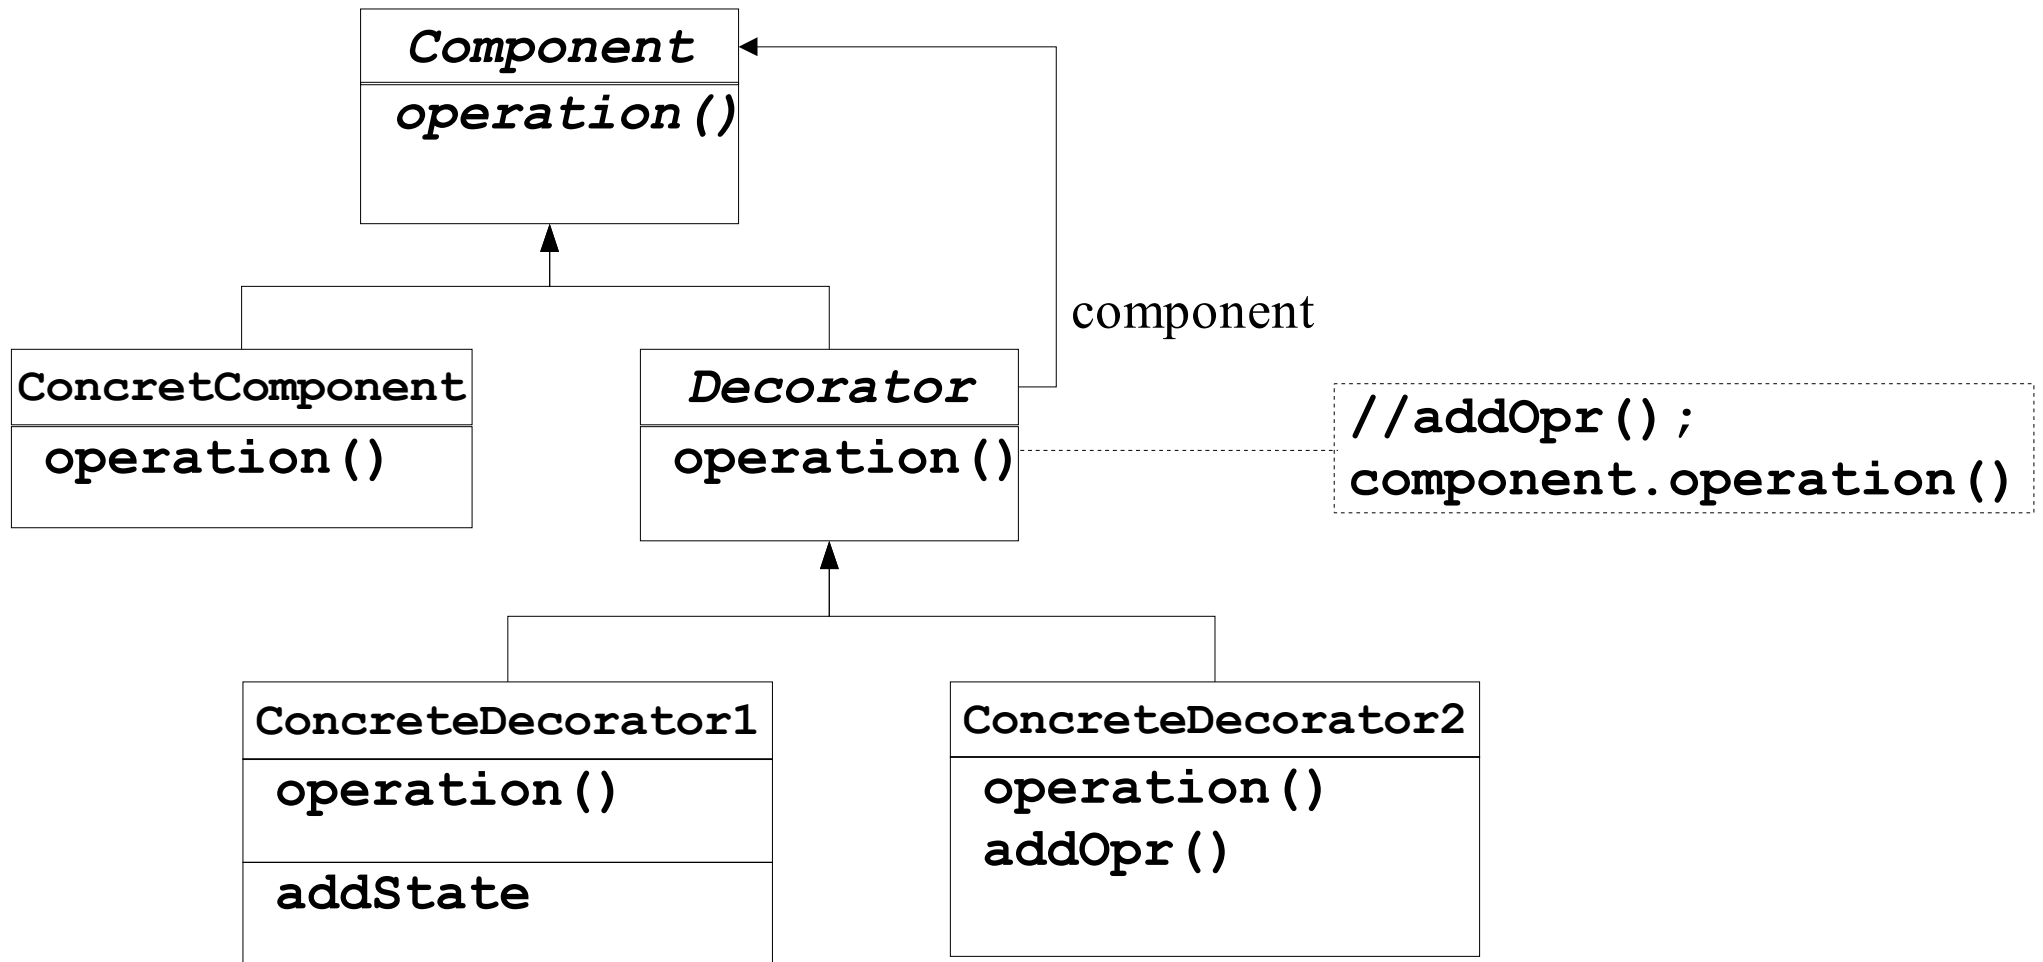 Component
operation()
component
ConcretComponent
operation()
Decorator
operation()
//addOpr();
component.operation()
ConcreteDecorator1
operation()
addState
ConcreteDecorator2
operation()
addOpr()